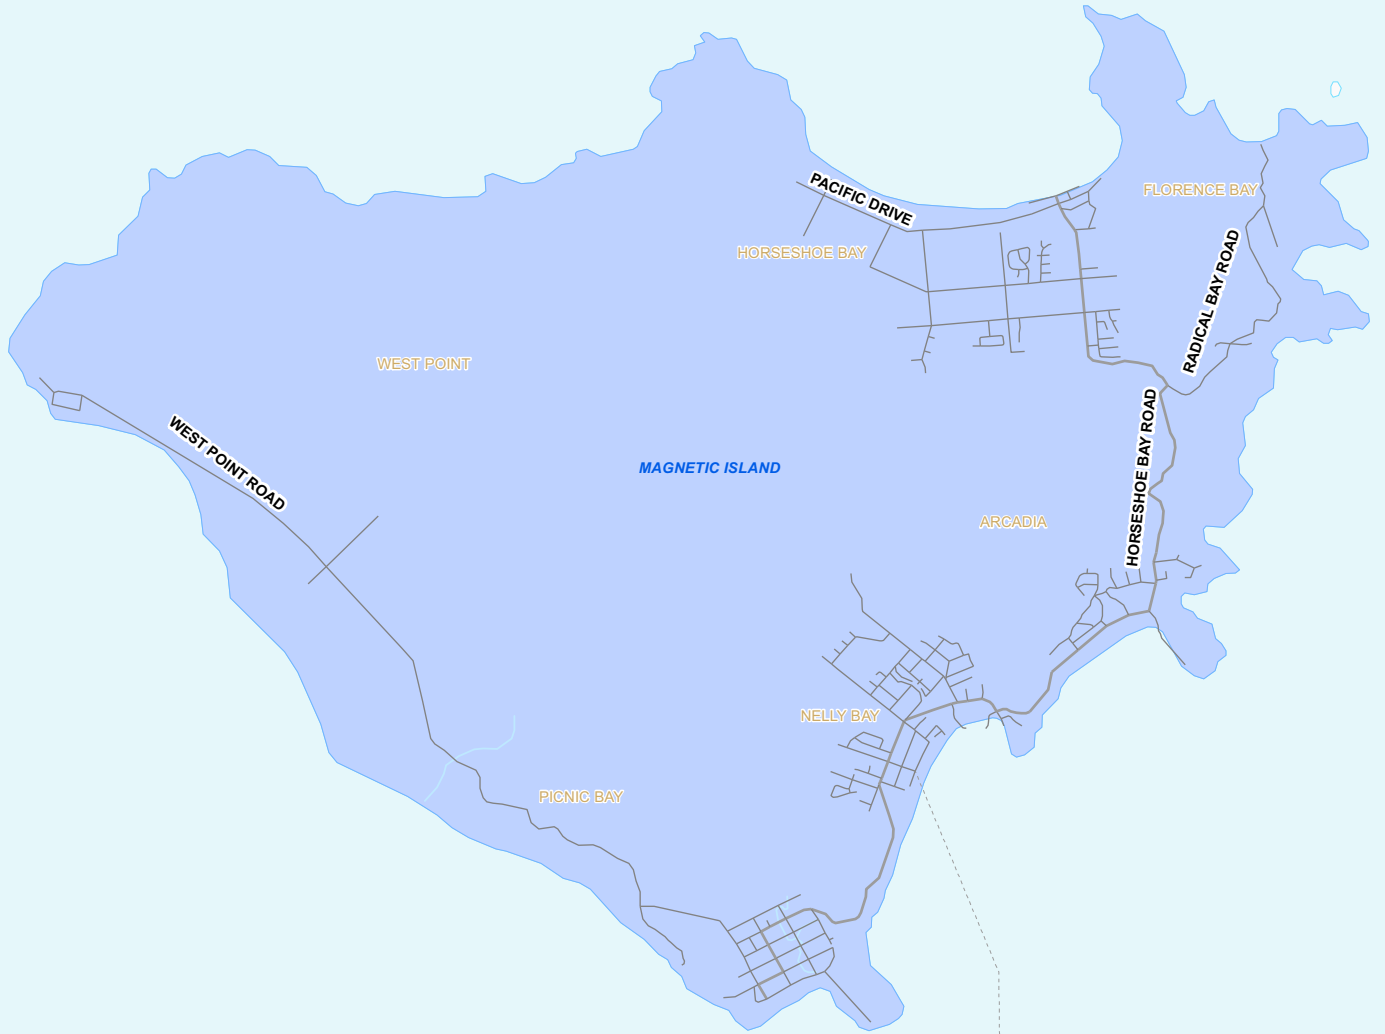 PACIFIC DRIVE
FLORENCE BAY
HORSESHOE BAY
RADICAL BAY ROAD
WEST POINT
WEST POINT ROAD
MAGNETIC ISLAND
HORSESHOE BAY ROAD
ARCADIA
NELLY BAY
PICNIC BAY